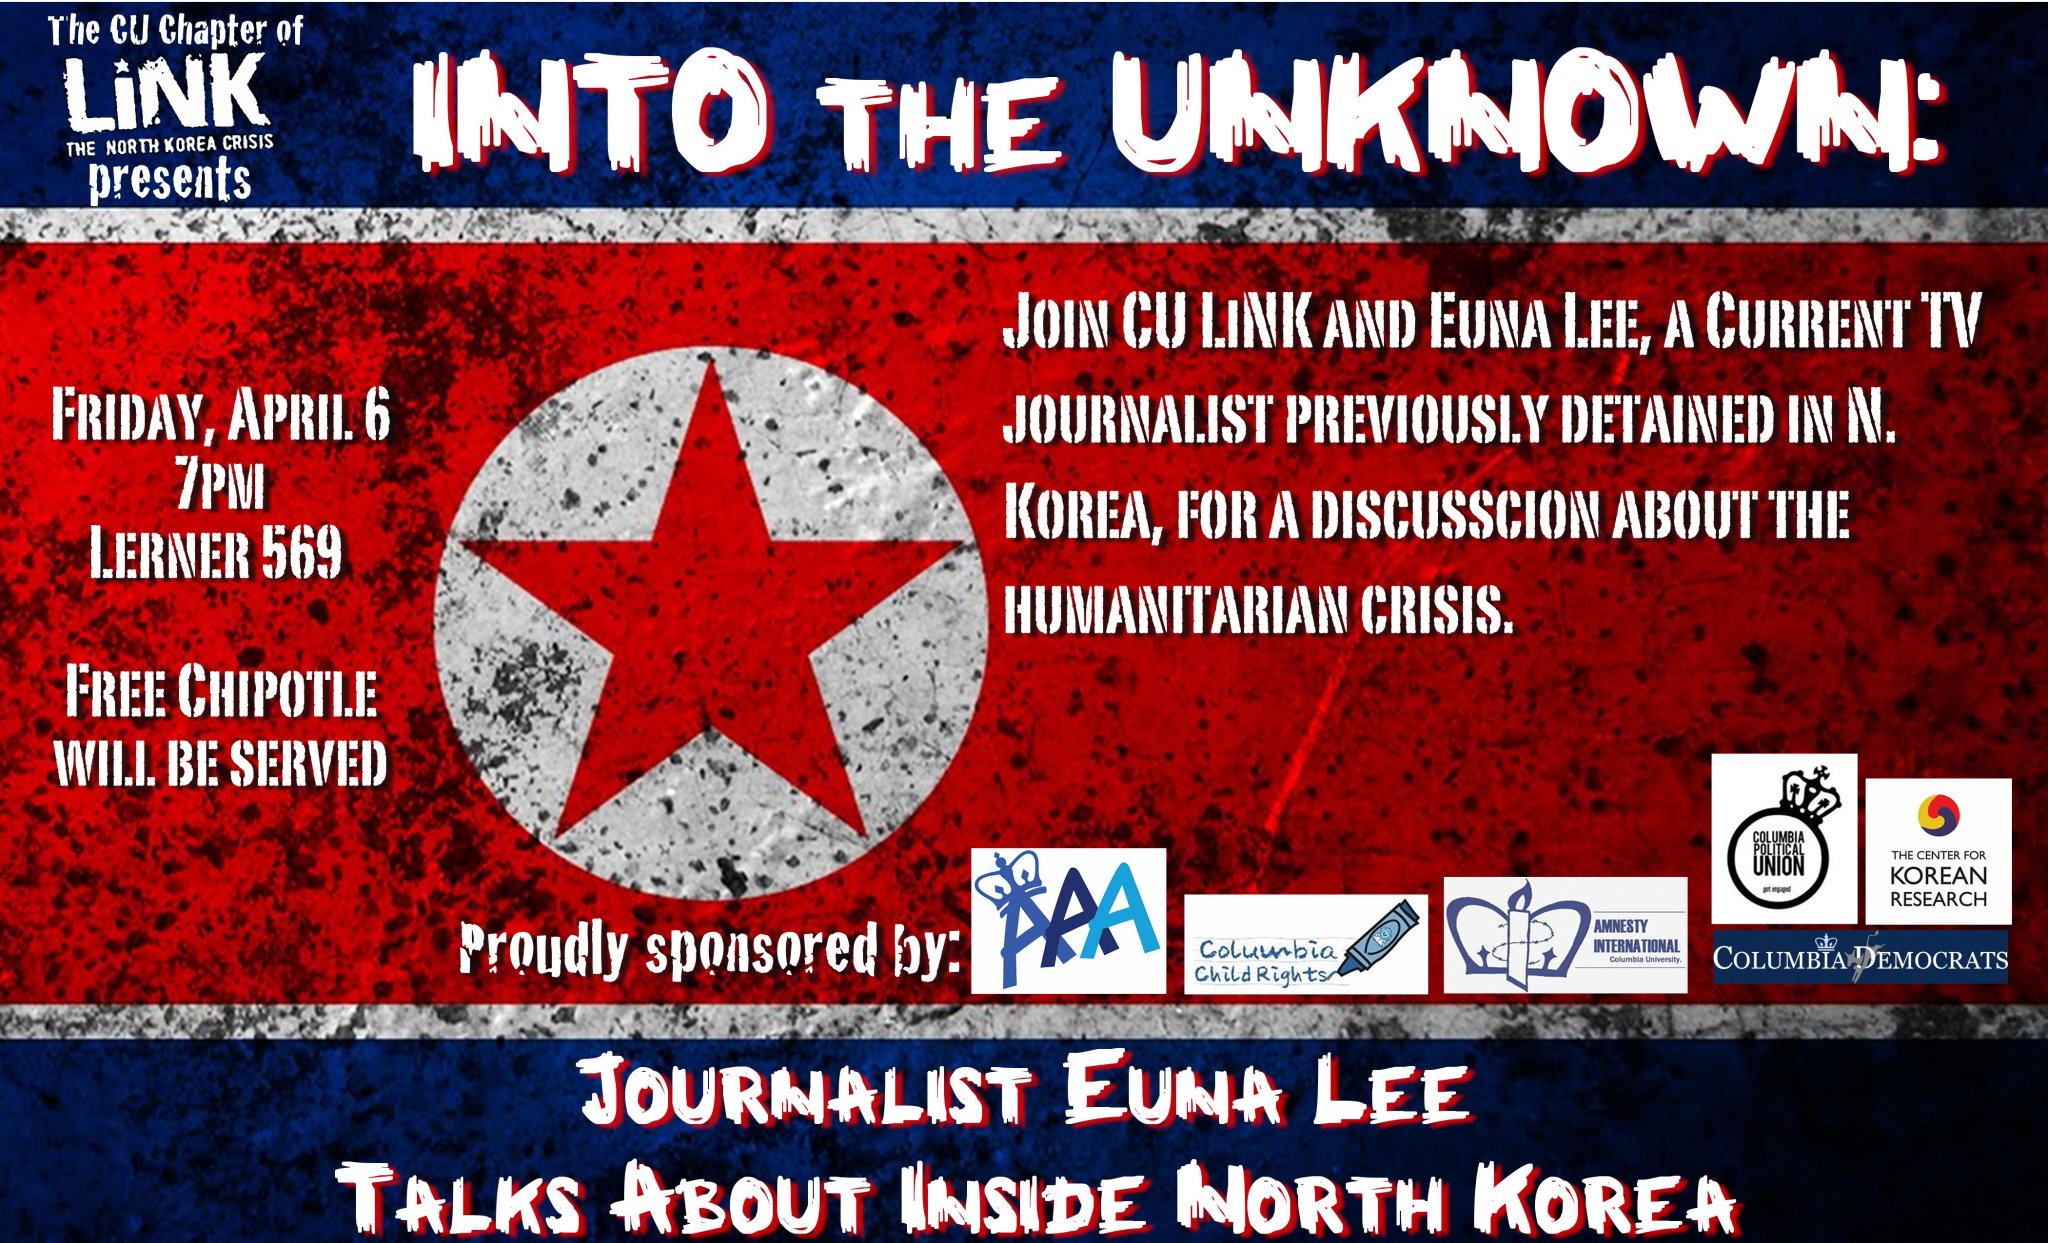 The CU Chapter of
LiNK
THE NORTH KOREA CRISIS
presents
INTO THE UNKNOWN:
FRIDAY, APRIL 6
7PM
LERNER 569
FREE CHIPOTLE
WILL BE SERVED
JOIN CU LiNK AND EUNA LEE, A CURRENT TV
JOURNALIST PREVIOUSLY DETAINED IN N.
KOREA, FOR A DISCUSSCION ABOUT THE
HUMANITARIAN CRISIS.
Proudly sponsored by:
APAA
Columbia
Child Rights
AMNESTY
INTERNATIONAL
Columbia University.
COLUMBIA
POLITICAL
UNION
get engaged
THE CENTER FOR
KOREAN
RESEARCH
COLUMBIA DEMOCRATS
JOURNALIST EUNA LEE
TALKS ABOUT INSIDE NORTH KOREA